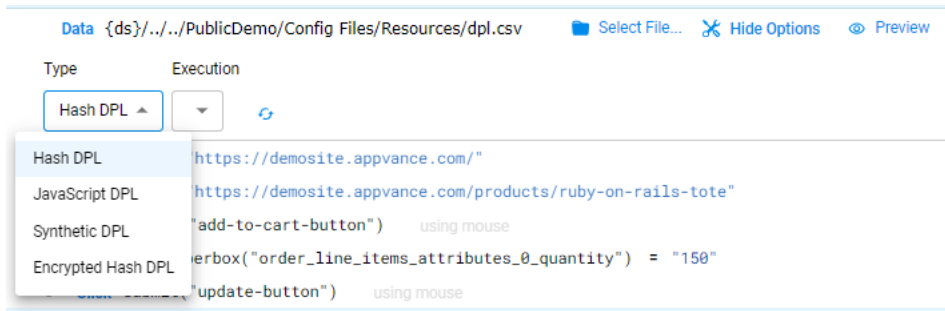 Data {ds}/../../PublicDemo/Config Files/Resources/dpl.csv Select File... Hide Options Preview
Type Execution
Hash DPL
Hash DPL "https://demosite.appvance.com/"
JavaScript DPL "https://demosite.appvance.com/products/ruby-on-rails-tote"
Synthetic DPL "add-to-cart-button") using mouse
Encrypted Hash DPL erbox("order_line_items_attributes_0_quantity") = "150"
"update-button") using mouse